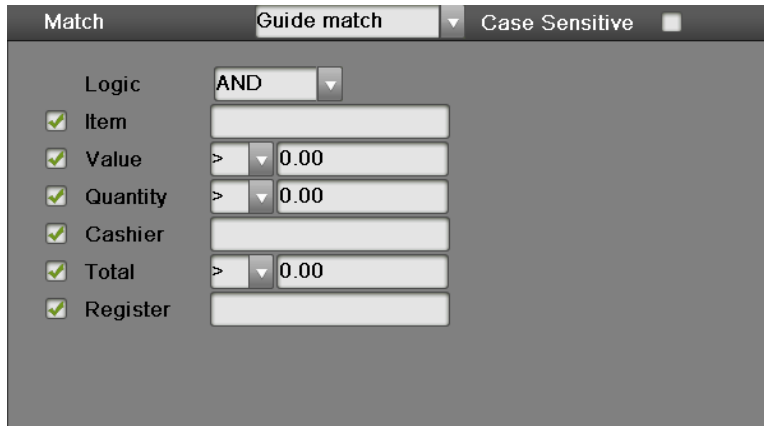 Match Guide match Case Sensitive
Logic AND
Item
Value > 0.00
Quantity > 0.00
Cashier
Total > 0.00
Register